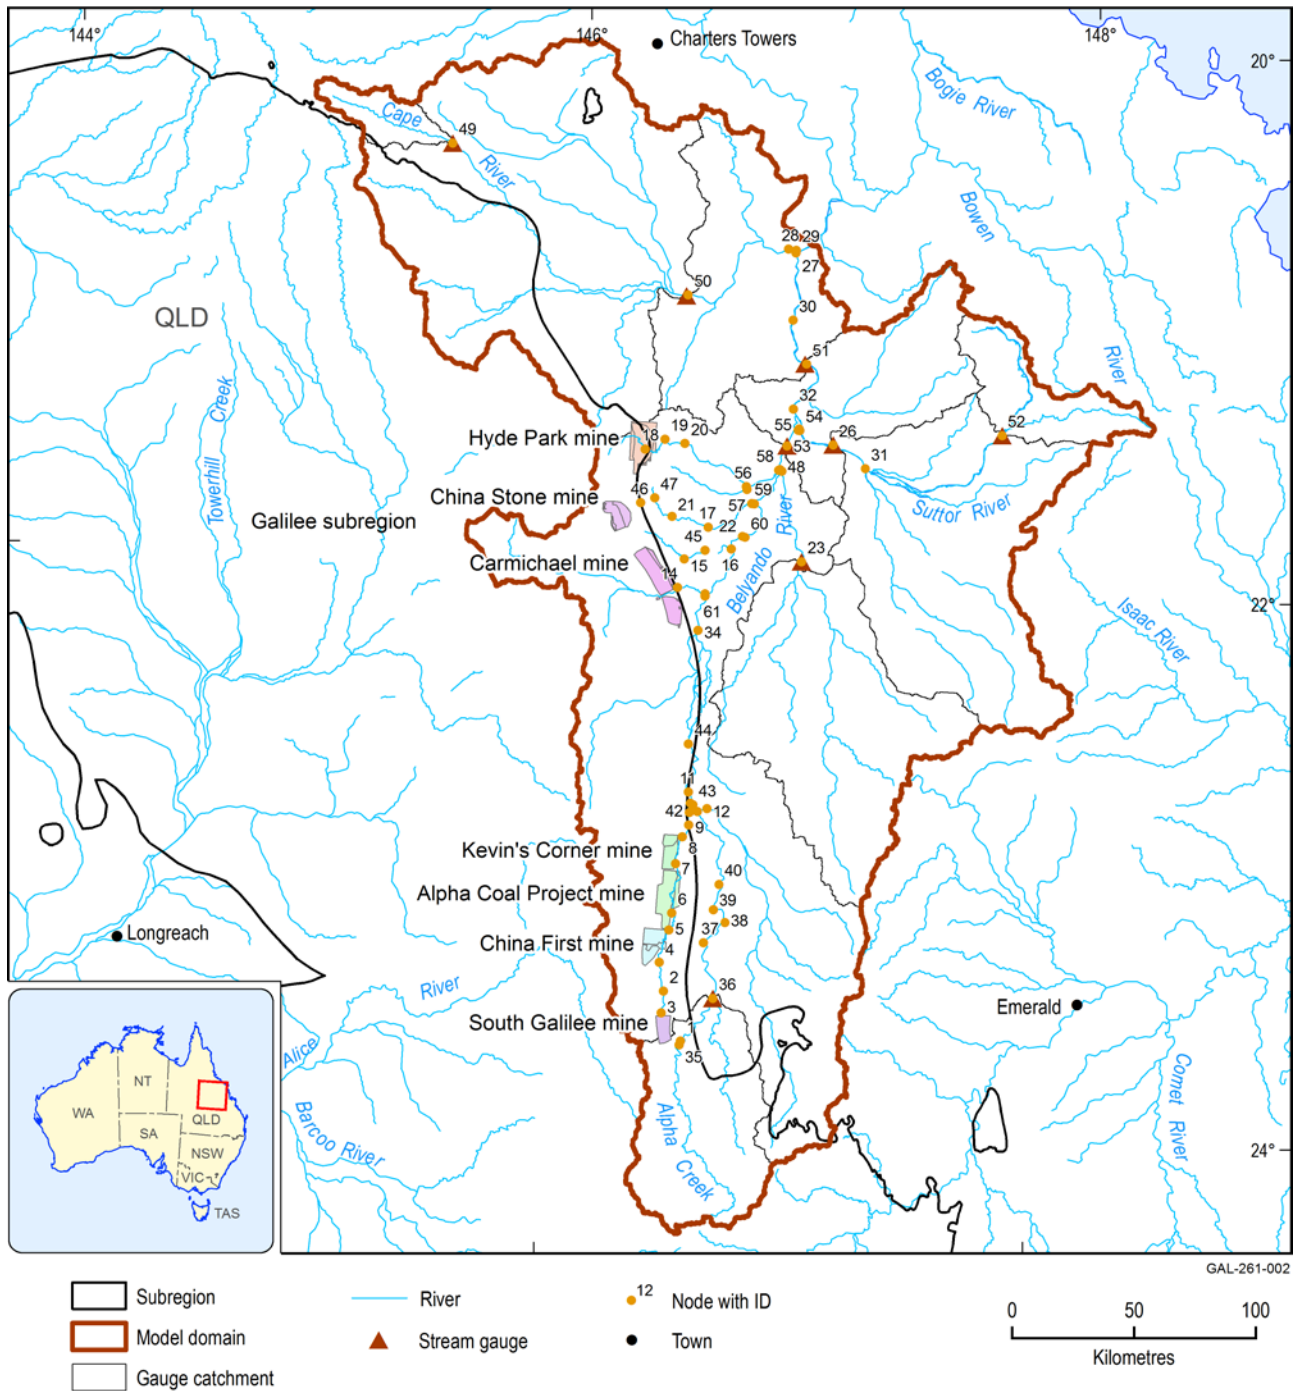 144°
146°
148°
Charters Towers
20°
Bogie River
Cape
River
49
Bowen
River
28
29
27
50
30
QLD
51
Towerhill
Creek
32
54
55
52
26
53
Hyde Park mine
18
19
20
58
48
31
56
59
China Stone mine
46
47
57
Suttor River
Galilee subregion
21
17
22
60
River
45
Carmichael mine
15
16
23
14
Belyando
61
22°
34
Isaac River
44
11
43
42
12
9
Kevin's Corner mine
8
7
40
Alpha Coal Project mine
6
39
38
Longreach
5
37
China First mine
4
River
2
36
Emerald
3
South Galilee mine
1
35
Alice
Barcoo River
Alpha
Creek
Comet River
24°
NT
WA
QLD
SA
NSW
VIC
TAS
GAL-261-002
Subregion
River
12
Node with ID
0
50
100
Model domain
Stream gauge
Town
Kilometres
Gauge catchment